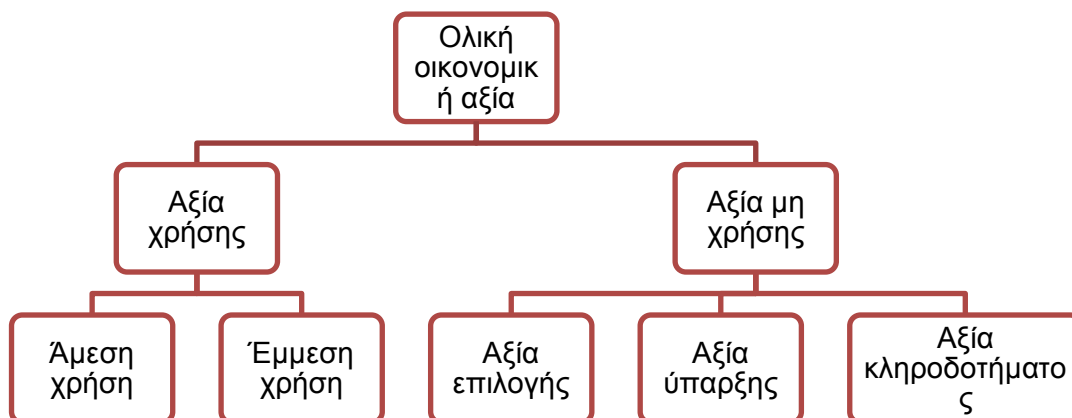 Ολική
οικονομικ
ή αξία
Αξία
χρήσης
Αξία μη
χρήσης
Άμεση
χρήση
Έμμεση
χρήση
Αξία
επιλογής
Αξία
ύπαρξης
Αξία
κληροδοτήματο
ς